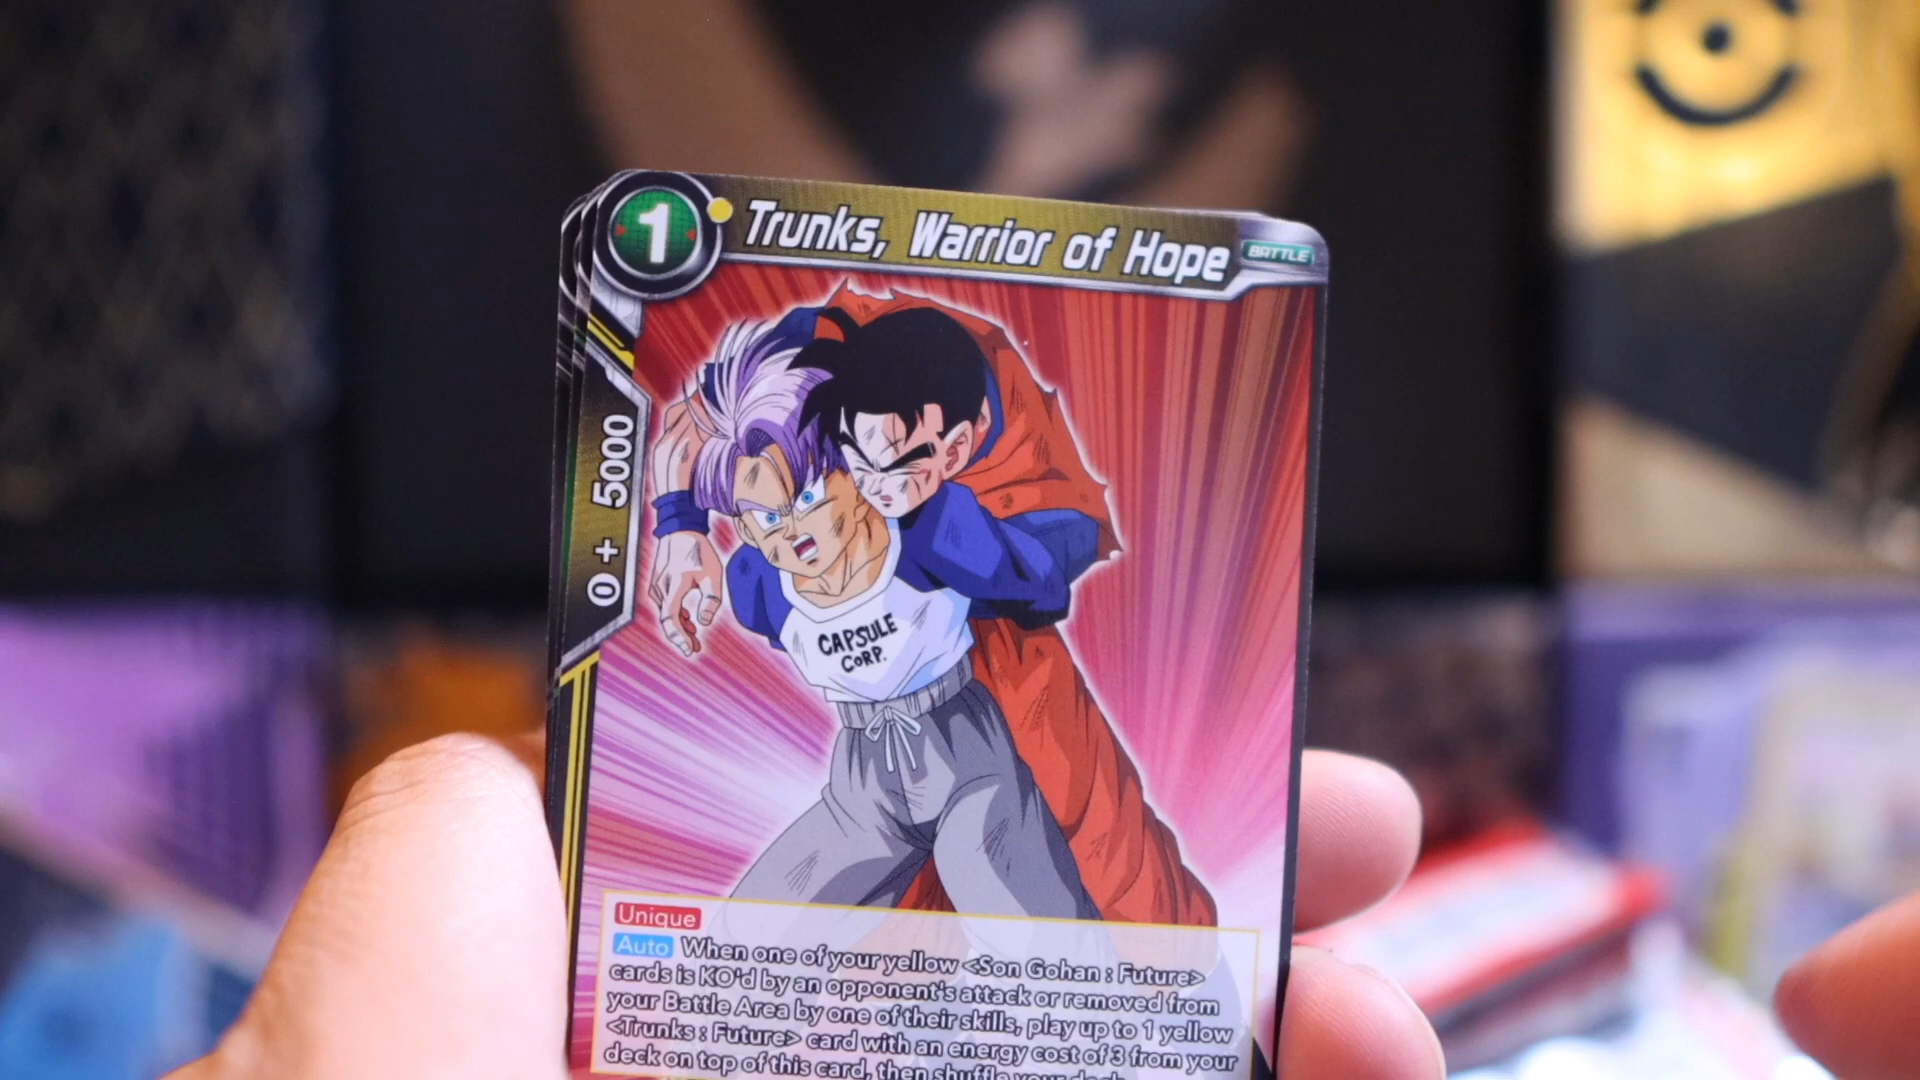 1
Trunks, Warrior of Hope
BATTLE
0 + 5000
CAPSULE
CORP.
Unique
Auto When one of your yellow <Son Gohan : Future>
cards is KO'd by an opponent's attack or removed from
your Battle Area by one of their skills, play up to 1 yellow
<Trunks : Future> card with an energy cost of 3 from your
deck on top of this card, then shuffle your deck